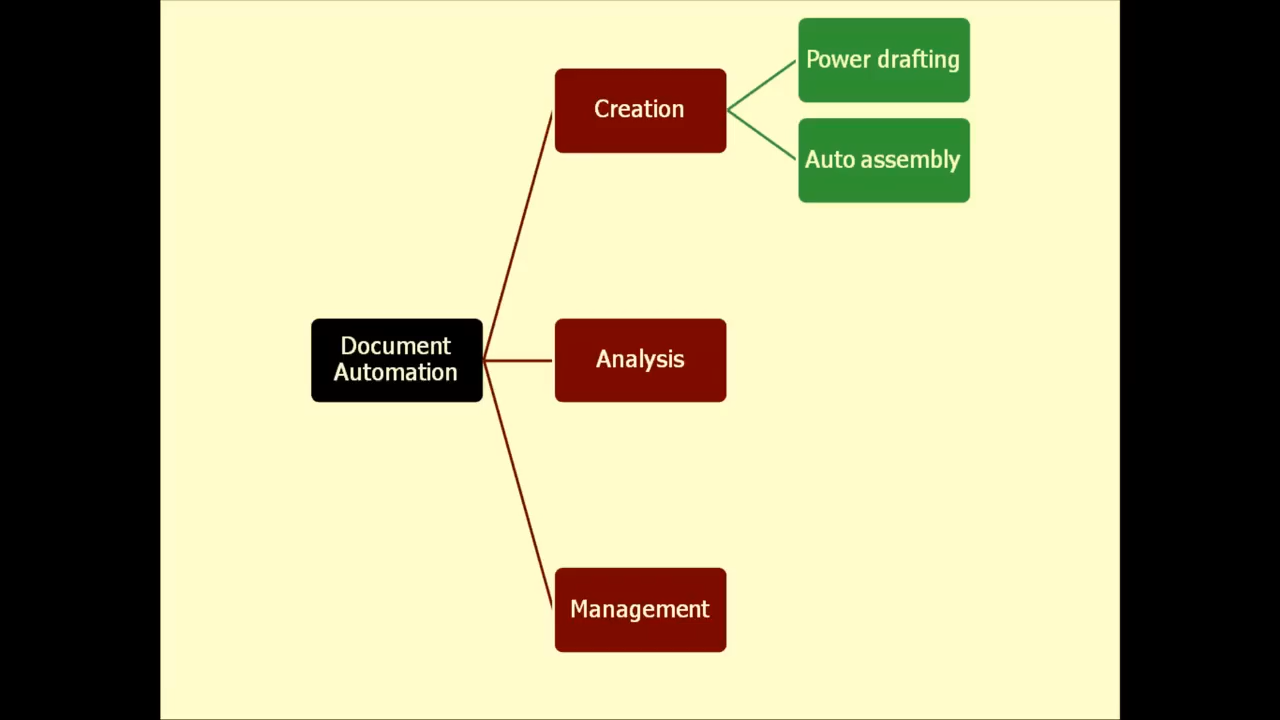 Power drafting
Creation
Auto assembly
Document
Automation
Analysis
Management